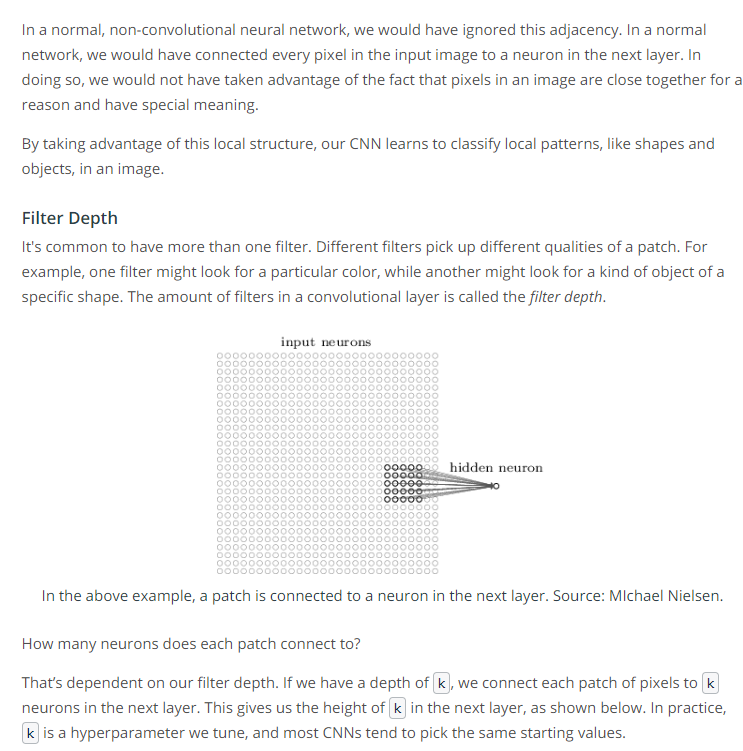 In a normal, non-convolutional neural network, we would have ignored this adjacency. In a normal
network, we would have connected every pixel in the input image to a neuron in the next layer. In
doing so, we would not have taken advantage of the fact that pixels in an image are close together for a
reason and have special meaning.
By taking advantage of this local structure, our CNN learns to classify local patterns, like shapes and
objects, in an image.
Filter Depth
It's common to have more than one filter. Different filters pick up different qualities of a patch. For
example, one filter might look for a particular color, while another might look for a kind of object of a
specific shape. The amount of filters in a convolutional layer is called the filter depth.
input neurons
hidden neuron
In the above example, a patch is connected to a neuron in the next layer. Source: MIchael Nielsen.
How many neurons does each patch connect to?
That’s dependent on our filter depth. If we have a depth of k, we connect each patch of pixels to k
neurons in the next layer. This gives us the height of k in the next layer, as shown below. In practice,
k is a hyperparameter we tune, and most CNNs tend to pick the same starting values.